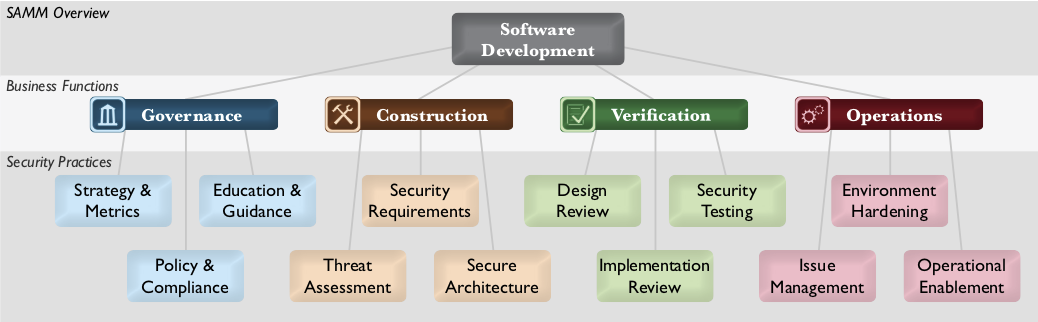 SAMM Overview
Software
Development
Business Functions
Governance
Construction
Verification
Operations
Security Practices
Strategy &
Metrics
Education &
Guidance
Security
Requirements
Design
Review
Security
Testing
Environment
Hardening
Policy &
Compliance
Threat
Assessment
Secure
Architecture
Implementation
Review
Issue
Management
Operational
Enablement